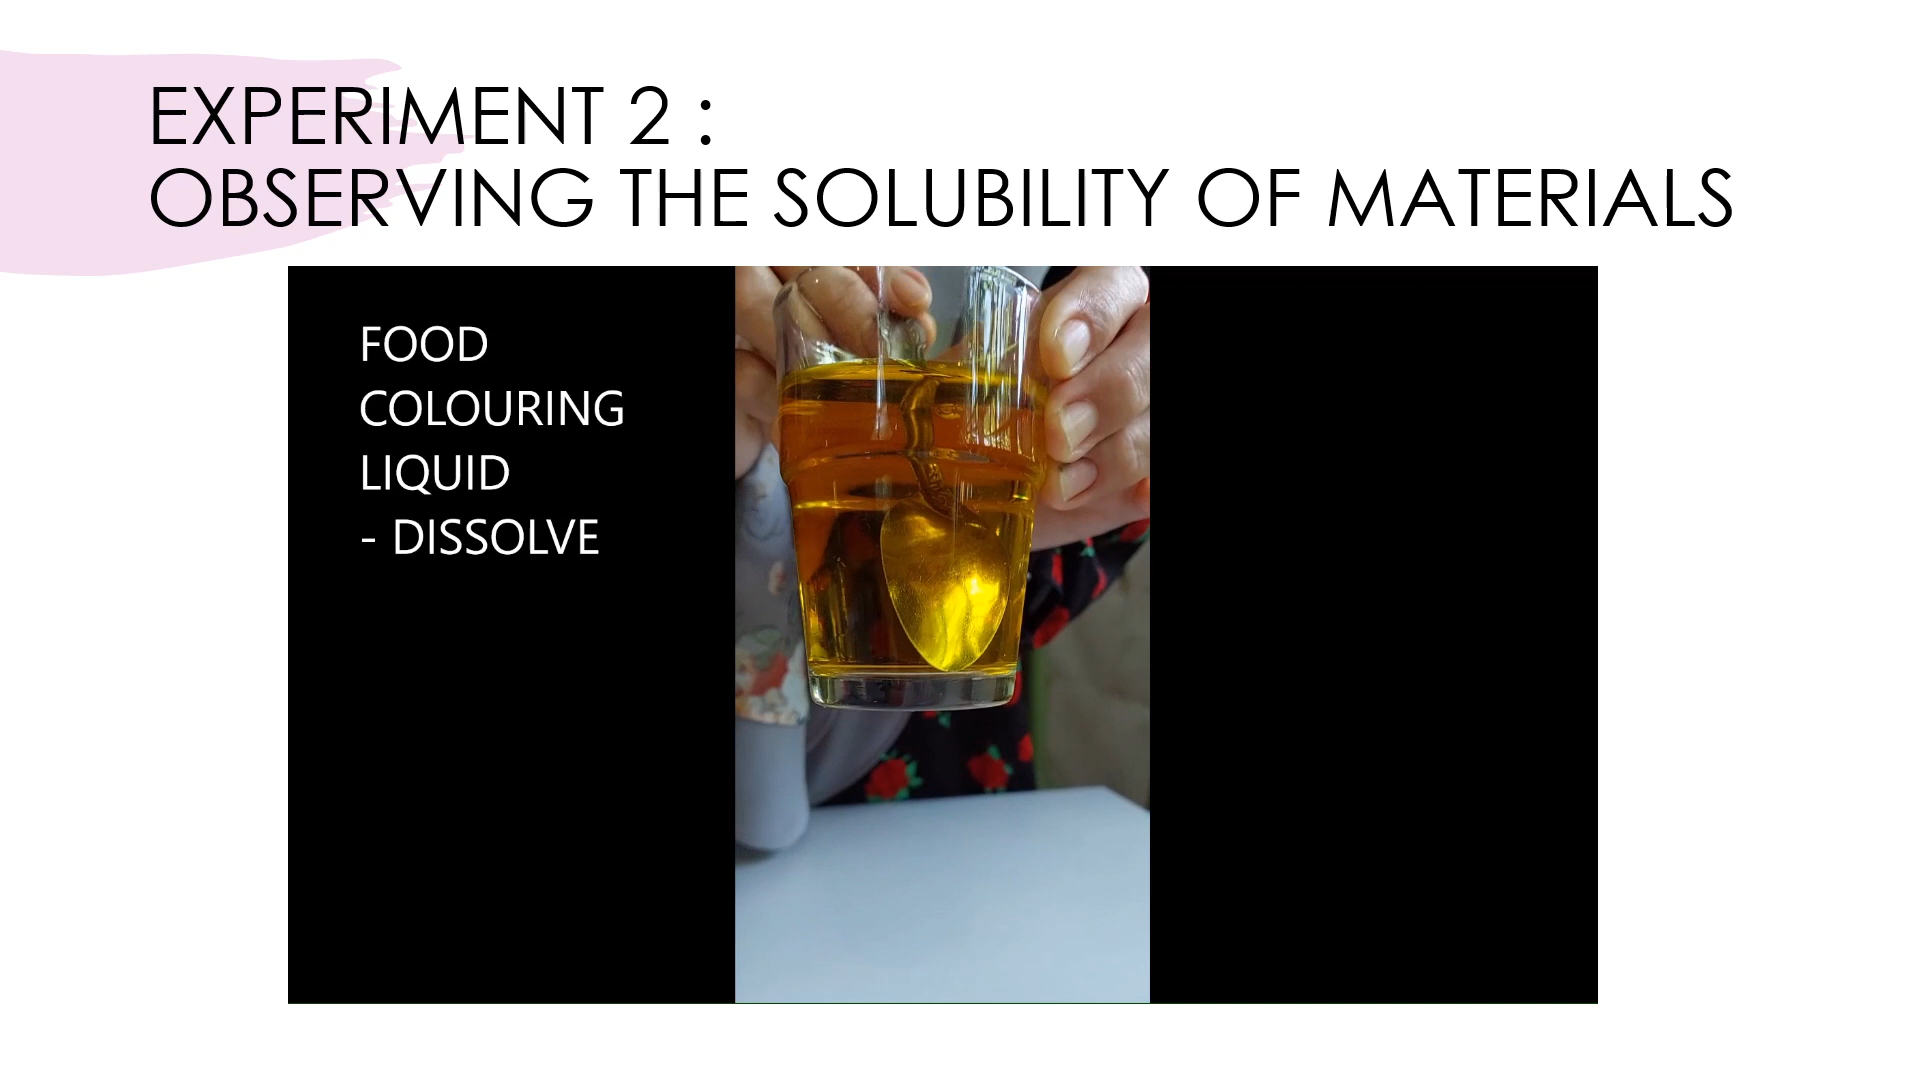 EXPERIMENT 2 :
OBSERVING THE SOLUBILITY OF MATERIALS
FOOD
COLOURING
LIQUID
- DISSOLVE